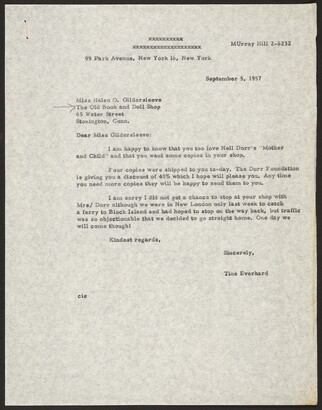 MUrray Hill 2-5232
99 Park Avenue, New York 16, New York
September 5, 1957
Miss Helen O. Gildersleeve
The Old Book and Doll Shop
65 Water Street
Stonington, Conn.
Dear Miss Gildersleeve:
I am happy to know that you too love Nell Dorr's "Mother
and Child" and that you want some copies in your shop.
Four copies were shipped to you to-day. The Dorr Foundation
is giving you a discount of 40% which I hope will please you. Any time
you need more copies they will be happy to send them to you.
I am sorry I did not get a chance to stop at your shop with
Mrs/ Dorr although we were in New London only last week to catch
a ferry to Block Island and had hoped to stop on the way back, but traffic
was so objectionable that we decided to go straight home. One day we
will come though!
Kindest regards,
Sincerely,
Tina Everhard